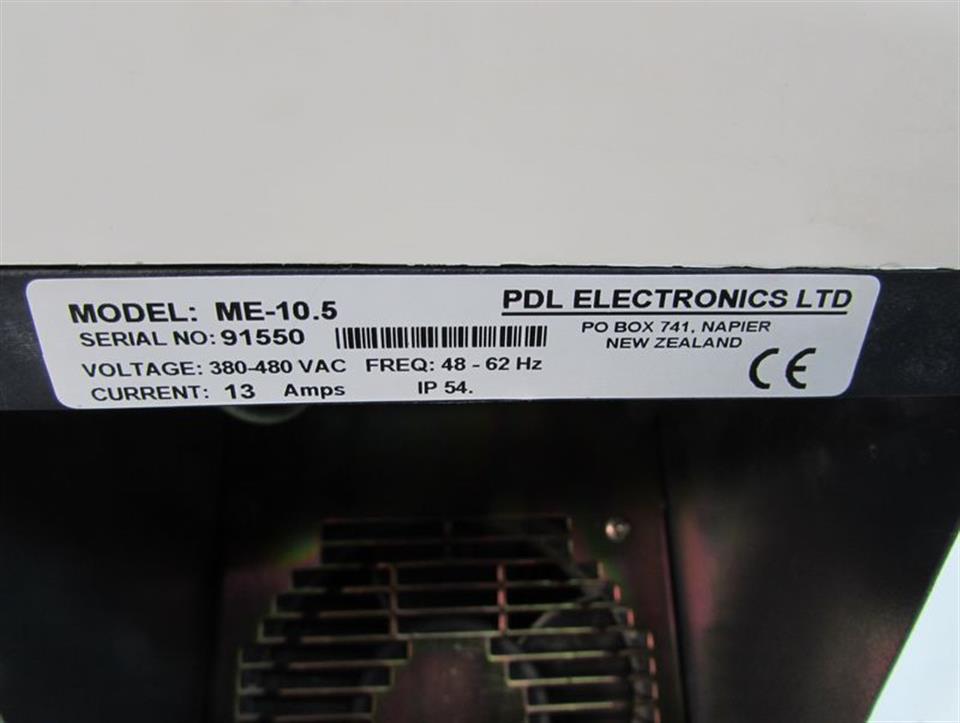 MODEL: ME-10.5
PDL ELECTRONICS LTD
SERIAL NO: 91550
PO BOX 741, NAPIER
NEW ZEALAND
VOLTAGE: 380-480 VAC FREQ: 48 - 62 Hz
CURRENT: 13 Amps IP 54.
CE